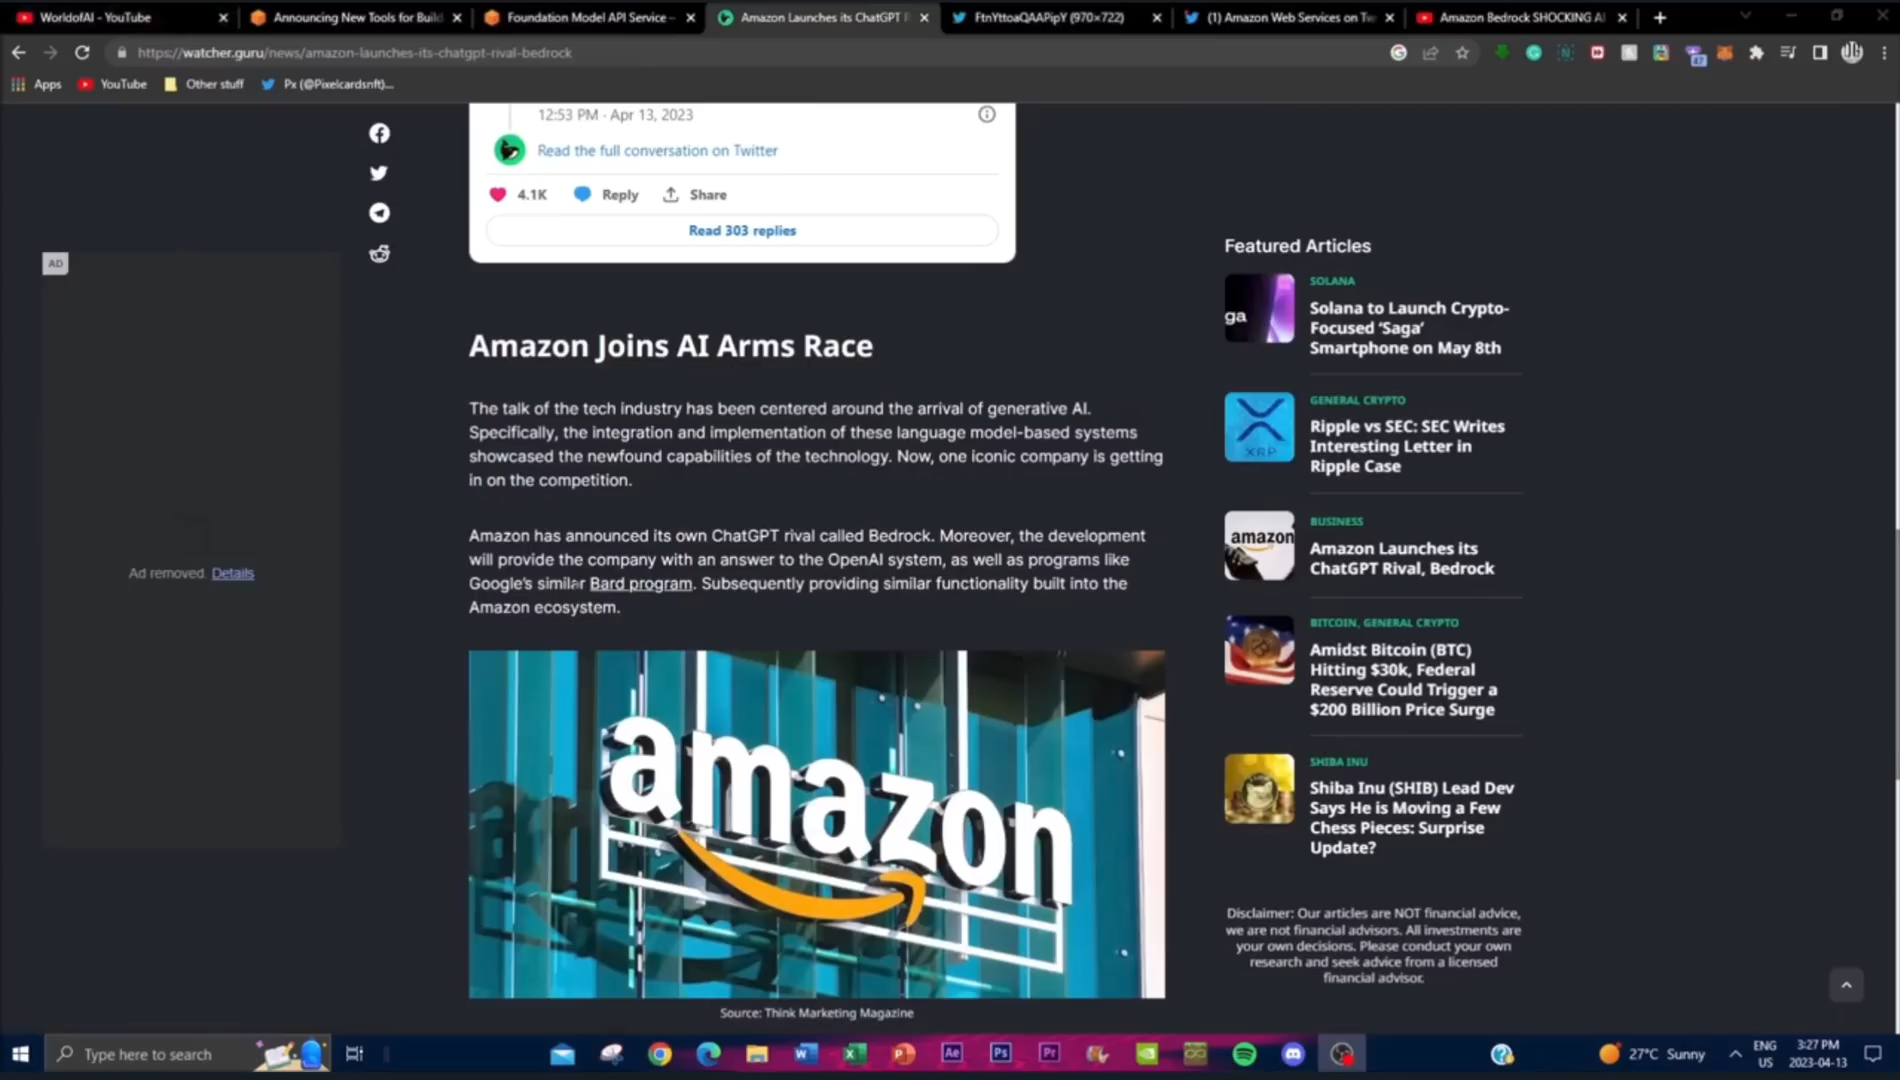 WorldofAI - YouTube
Announcing New Tools for Build
Foundation Model API Service –
Amazon Launches its ChatGPT R
FtnYttoaQAAPipY (970×722)
(1) Amazon Web Services on Tw
Amazon Bedrock SHOCKING AI
https://watcher.guru/news/amazon-launches-its-chatgpt-rival-bedrock
47
Apps
YouTube
Other stuff
Px (@Pixelcardsnft)...
12:53 PM · Apr 13, 2023
Read the full conversation on Twitter
4.1K
Reply
Share
Read 303 replies
AD
Ad removed. Details
Amazon Joins AI Arms Race
The talk of the tech industry has been centered around the arrival of generative AI.
Specifically, the integration and implementation of these language model-based systems
showcased the newfound capabilities of the technology. Now, one iconic company is getting
in on the competition.
Amazon has announced its own ChatGPT rival called Bedrock. Moreover, the development
will provide the company with an answer to the OpenAI system, as well as programs like
Google's similar Bard program. Subsequently providing similar functionality built into the
Amazon ecosystem.
amazon
Source: Think Marketing Magazine
Featured Articles
ga
SOLANA
Solana to Launch Crypto-
Focused ‘Saga’
Smartphone on May 8th
XRP
GENERAL CRYPTO
Ripple vs SEC: SEC Writes
Interesting Letter in
Ripple Case
amazon
BUSINESS
Amazon Launches its
ChatGPT Rival, Bedrock
BITCOIN, GENERAL CRYPTO
Amidst Bitcoin (BTC)
Hitting $30k, Federal
Reserve Could Trigger a
$200 Billion Price Surge
SHIBA INU
Shiba Inu (SHIB) Lead Dev
Says He is Moving a Few
Chess Pieces: Surprise
Update?
Disclaimer: Our articles are NOT financial advice,
we are not financial advisors. All investments are
your own decisions. Please conduct your own
research and seek advice from a licensed
financial advisor.
Type here to search
Ae
Ps
Pr
27°C Sunny
ENG
US
3:27 PM
2023-04-13